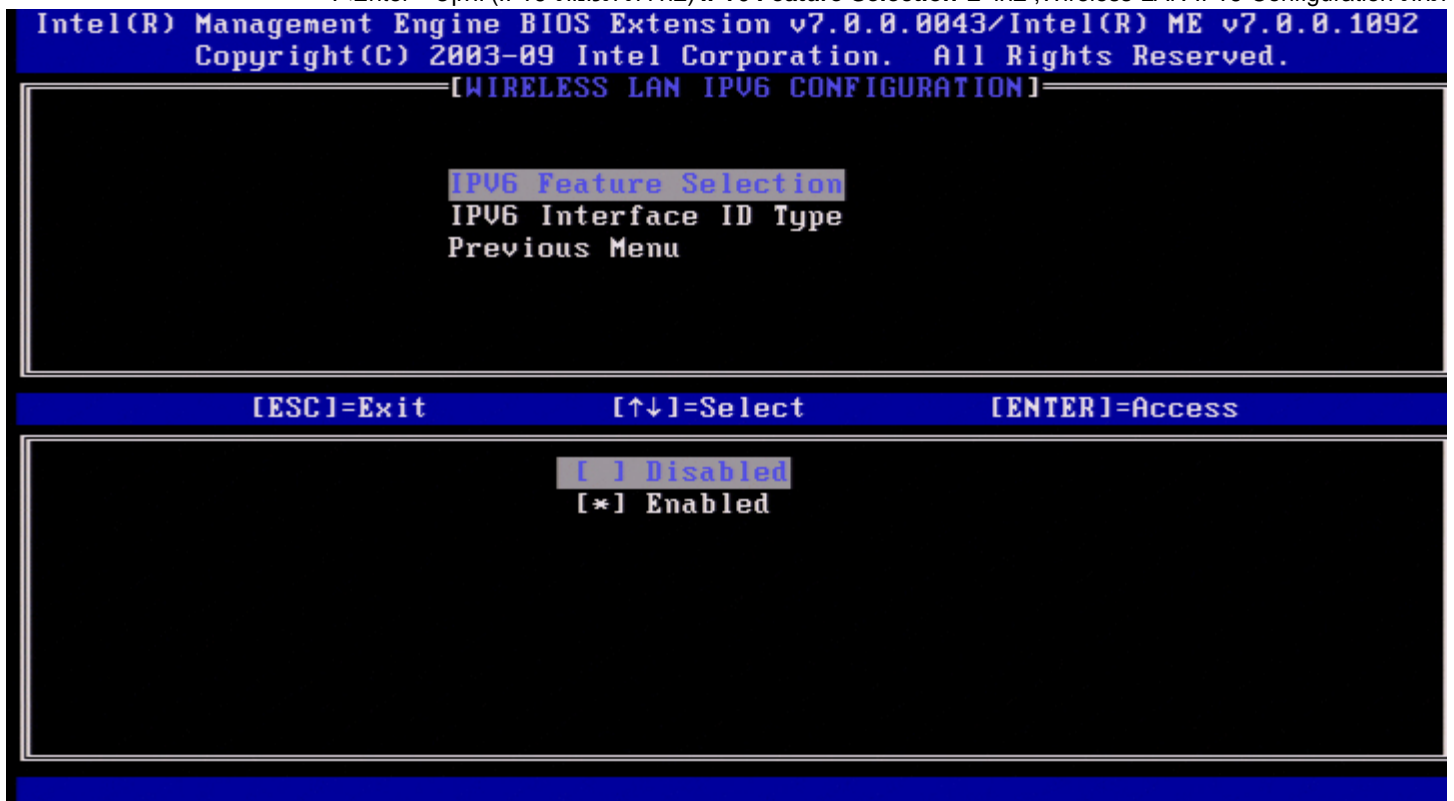 Intel(R) Management Engine BIOS Extension v7.0.0.0043/Intel(R) ME v7.0.0.1092
Copyright(C) 2003-09 Intel Corporation. All Rights Reserved.
[WIRELESS LAN IPV6 CONFIGURATION]
IPV6 Feature Selection
IPV6 Interface ID Type
Previous Menu
[ESC]=Exit [↑↓]=Select [ENTER]=Access
[ ] Disabled
[*] Enabled